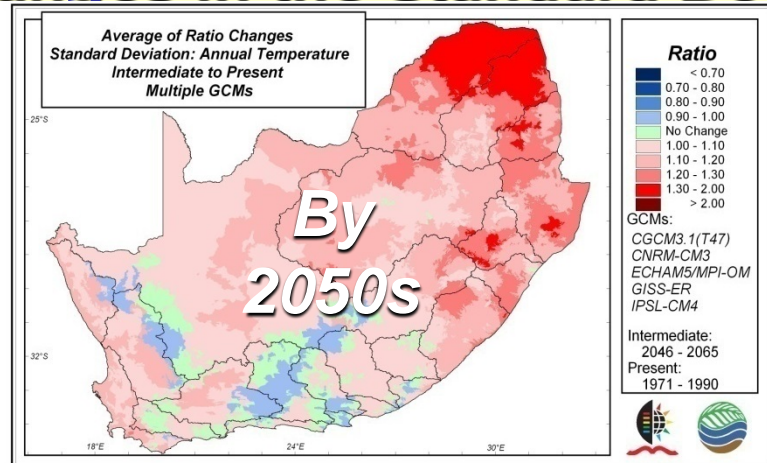 Average of Ratio Changes
Standard Deviation: Annual Temperature
Intermediate to Present
Multiple GCMs
25°S
32°S
18°E
24°E
30°E
By
2050s
Ratio
< 0.70
0.70 - 0.80
0.80 - 0.90
0.90 - 1.00
No Change
1.00 - 1.10
1.10 - 1.20
1.20 - 1.30
1.30 - 2.00
> 2.00
GCMs:
CGCM3.1(T47)
CNRM-CM3
ECHAM5/MPI-OM
GISS-ER
IPSL-CM4
Intermediate:
2046 - 2065
Present:
1971 - 1990